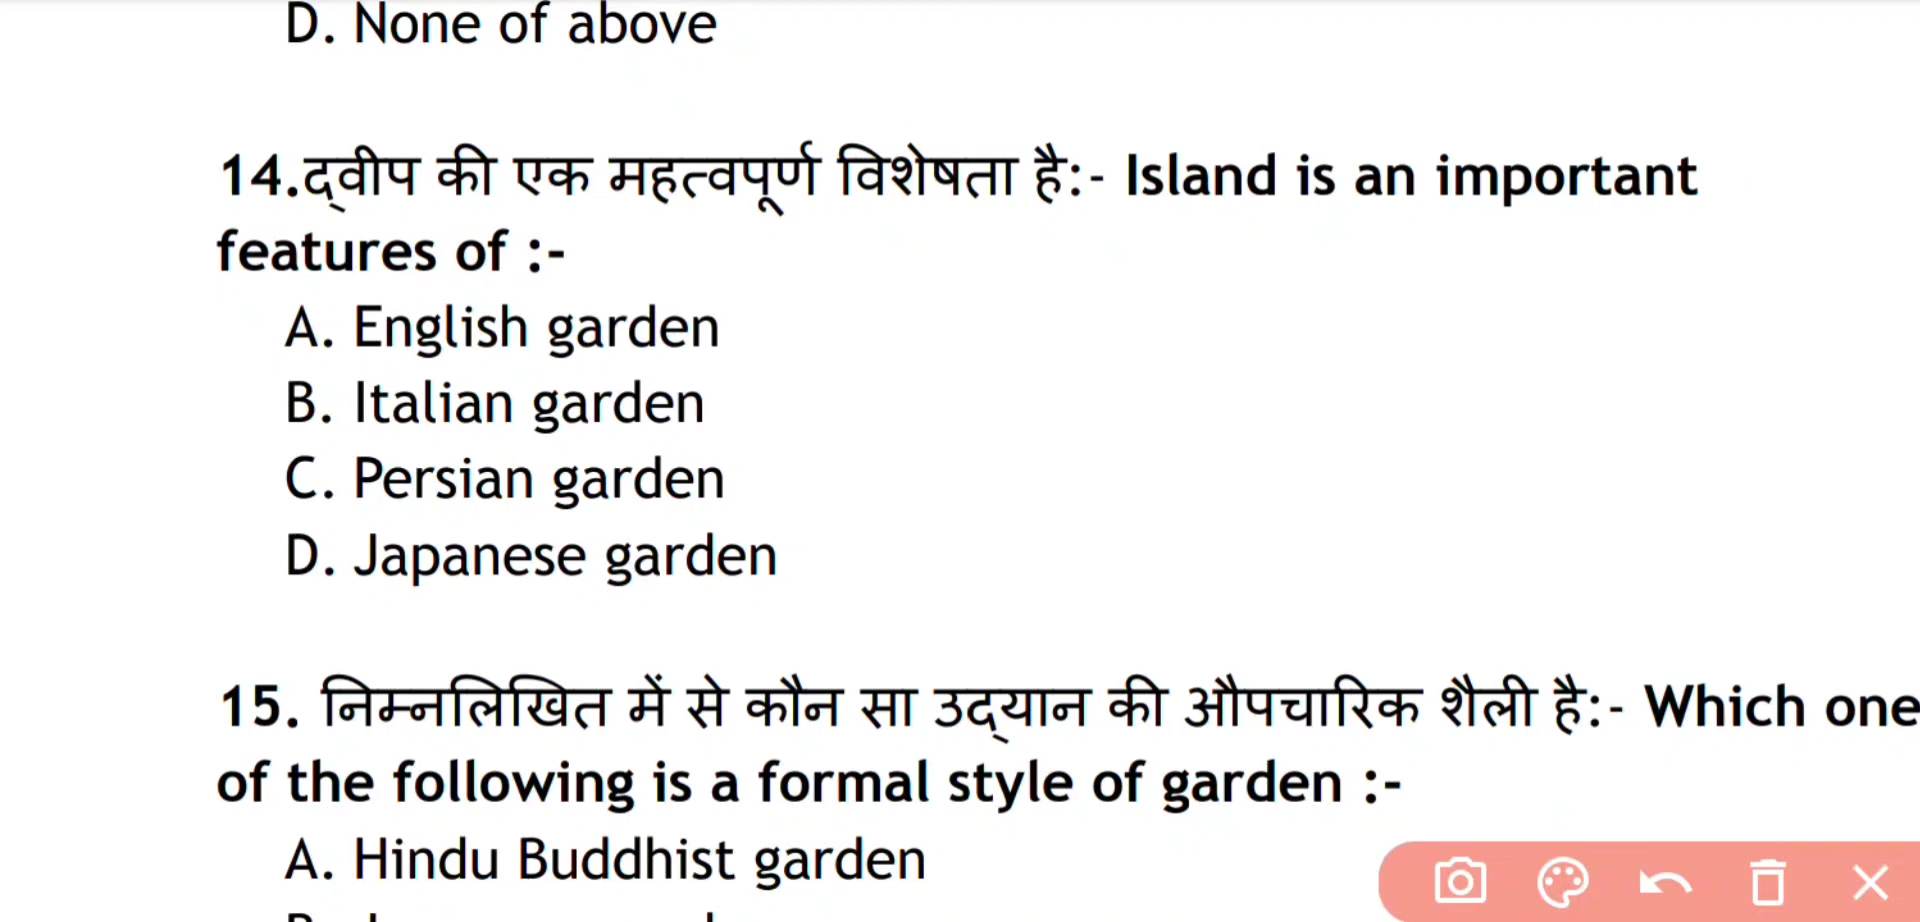 D. None of above
14.द्वीप की एक महत्वपूर्ण विशेषता है:- Island is an important
features of :-
A. English garden
B. Italian garden
C. Persian garden
D. Japanese garden
15. निम्नलिखित में से कौन सा उद्यान की औपचारिक शैली है:- Which one
of the following is a formal style of garden :-
A. Hindu Buddhist garden